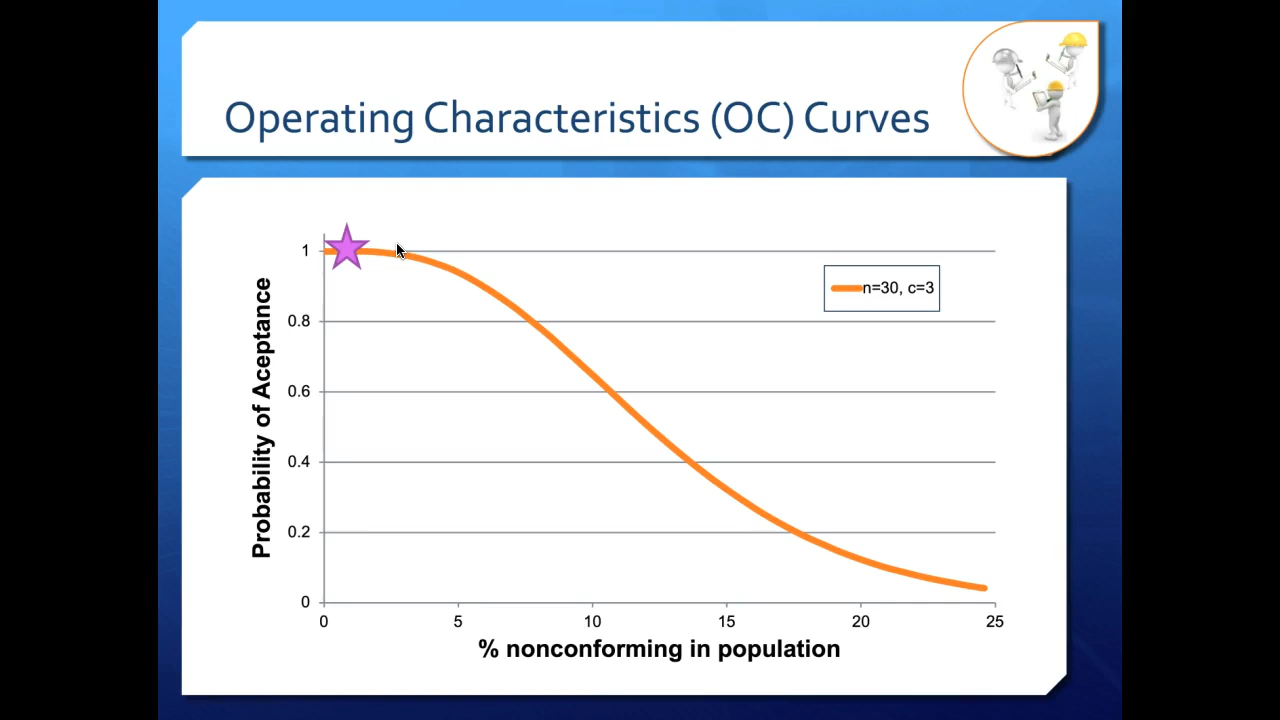 Operating Characteristics (OC) Curves
1
0.8
0.6
0.4
0.2
0
Probability of Aceptance
n=30, c=3
0 5 10 15 20 25
% nonconforming in population